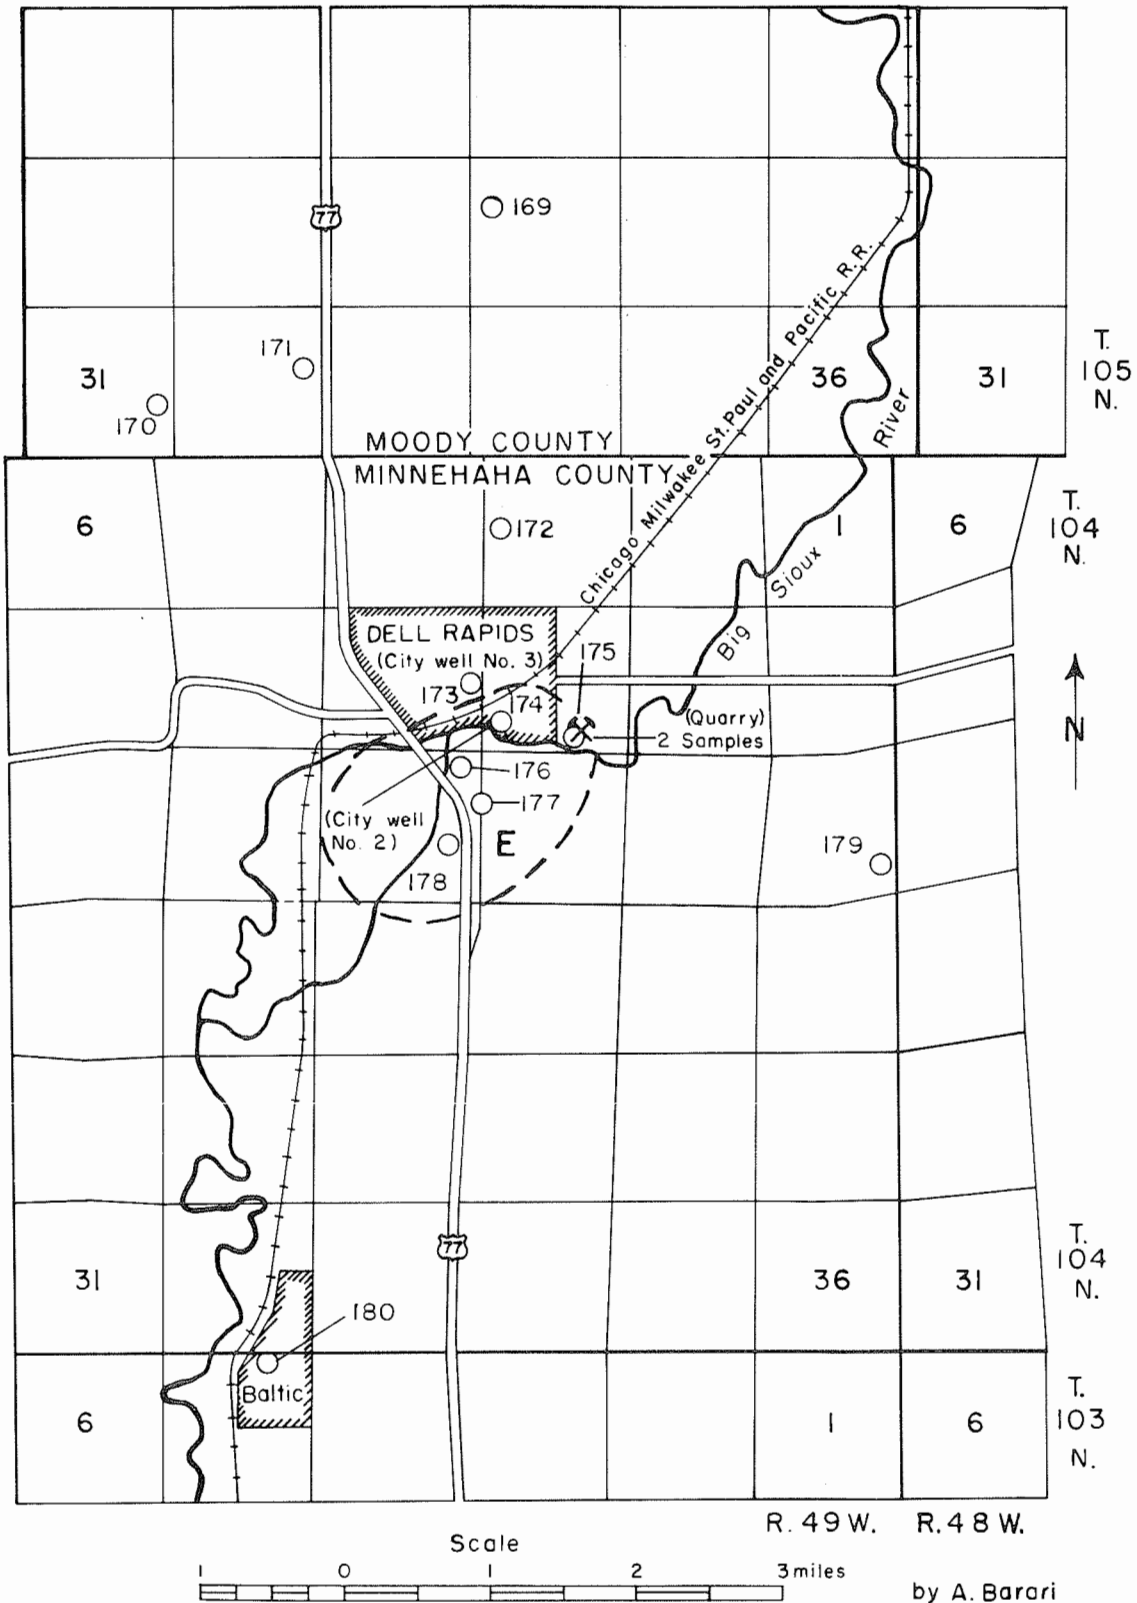 77
169
171
31
170
36
31
T.
105
N.
Chicago Milwakee St. Paul and Pacific R.R.
River
MOODY COUNTY
MINNEHAHA COUNTY
6
172
1
6
T.
104
N.
Sioux
Big
DELL RAPIDS
(City well No. 3)
175
173
174
(Quarry)
2 Samples
N
176
177
(City well
No. 2)
E
178
179
77
31
36
31
T.
104
N.
180
Baltic
6
1
6
T.
103
N.
R. 49 W.
R. 48 W.
Scale
1 0 1 2 3 miles
by A. Barari